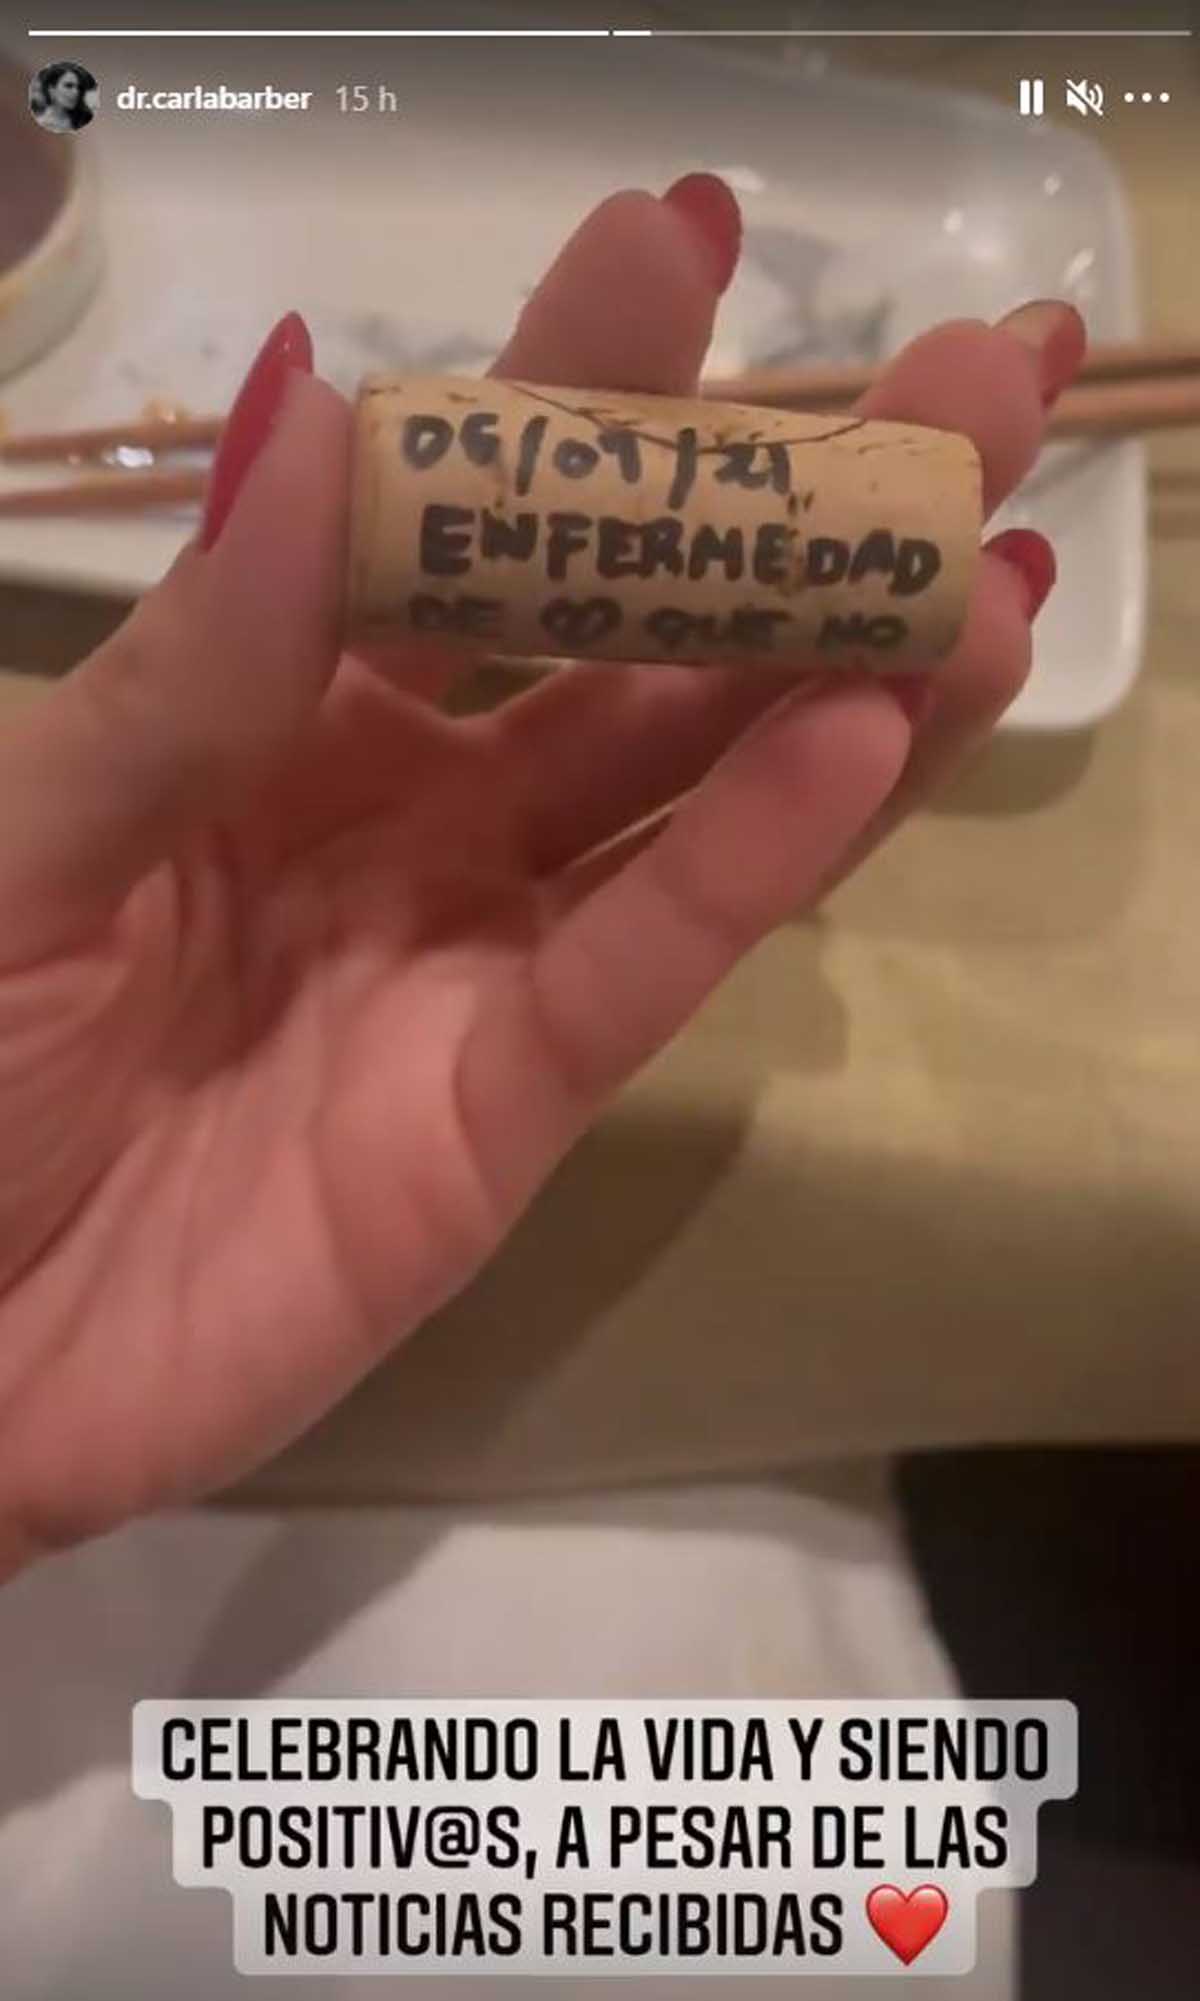 dr.carlabarber 15 h
06/09/21
ENFERMEDAD
DE ♡ QUE NO
CELEBRANDO LA VIDA Y SIENDO
POSITIV@S, A PESAR DE LAS
NOTICIAS RECIBIDAS ❤️